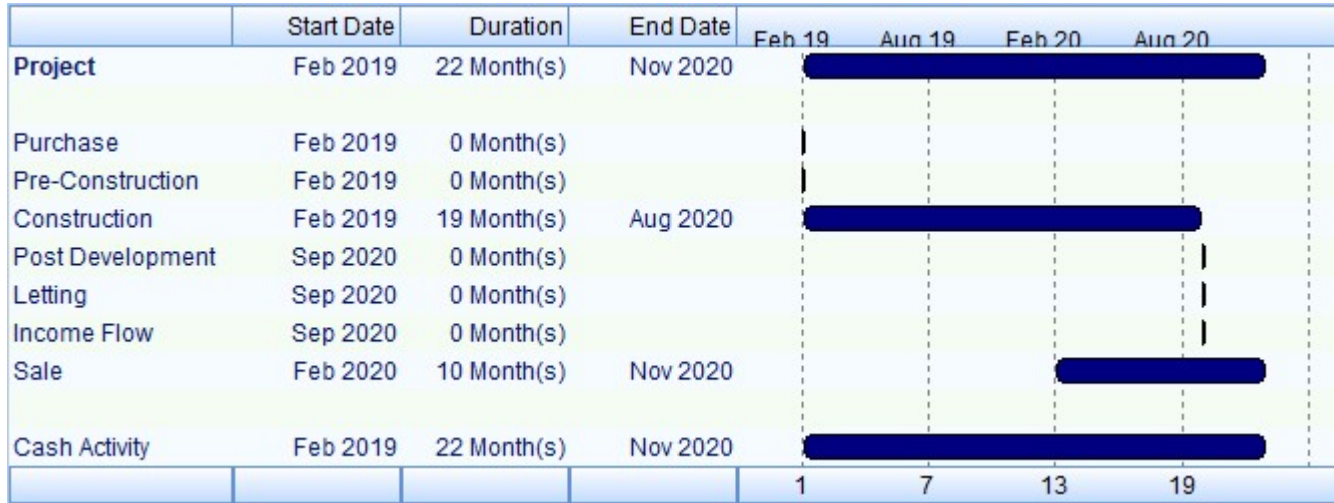 Start Date Duration End Date Feb 19 Aug 19 Feb 20 Aug 20
Project Feb 2019 22 Month(s) Nov 2020
Purchase Feb 2019 0 Month(s)
Pre-Construction Feb 2019 0 Month(s)
Construction Feb 2019 19 Month(s) Aug 2020
Post Development Sep 2020 0 Month(s)
Letting Sep 2020 0 Month(s)
Income Flow Sep 2020 0 Month(s)
Sale Feb 2020 10 Month(s) Nov 2020
Cash Activity Feb 2019 22 Month(s) Nov 2020
1 7 13 19